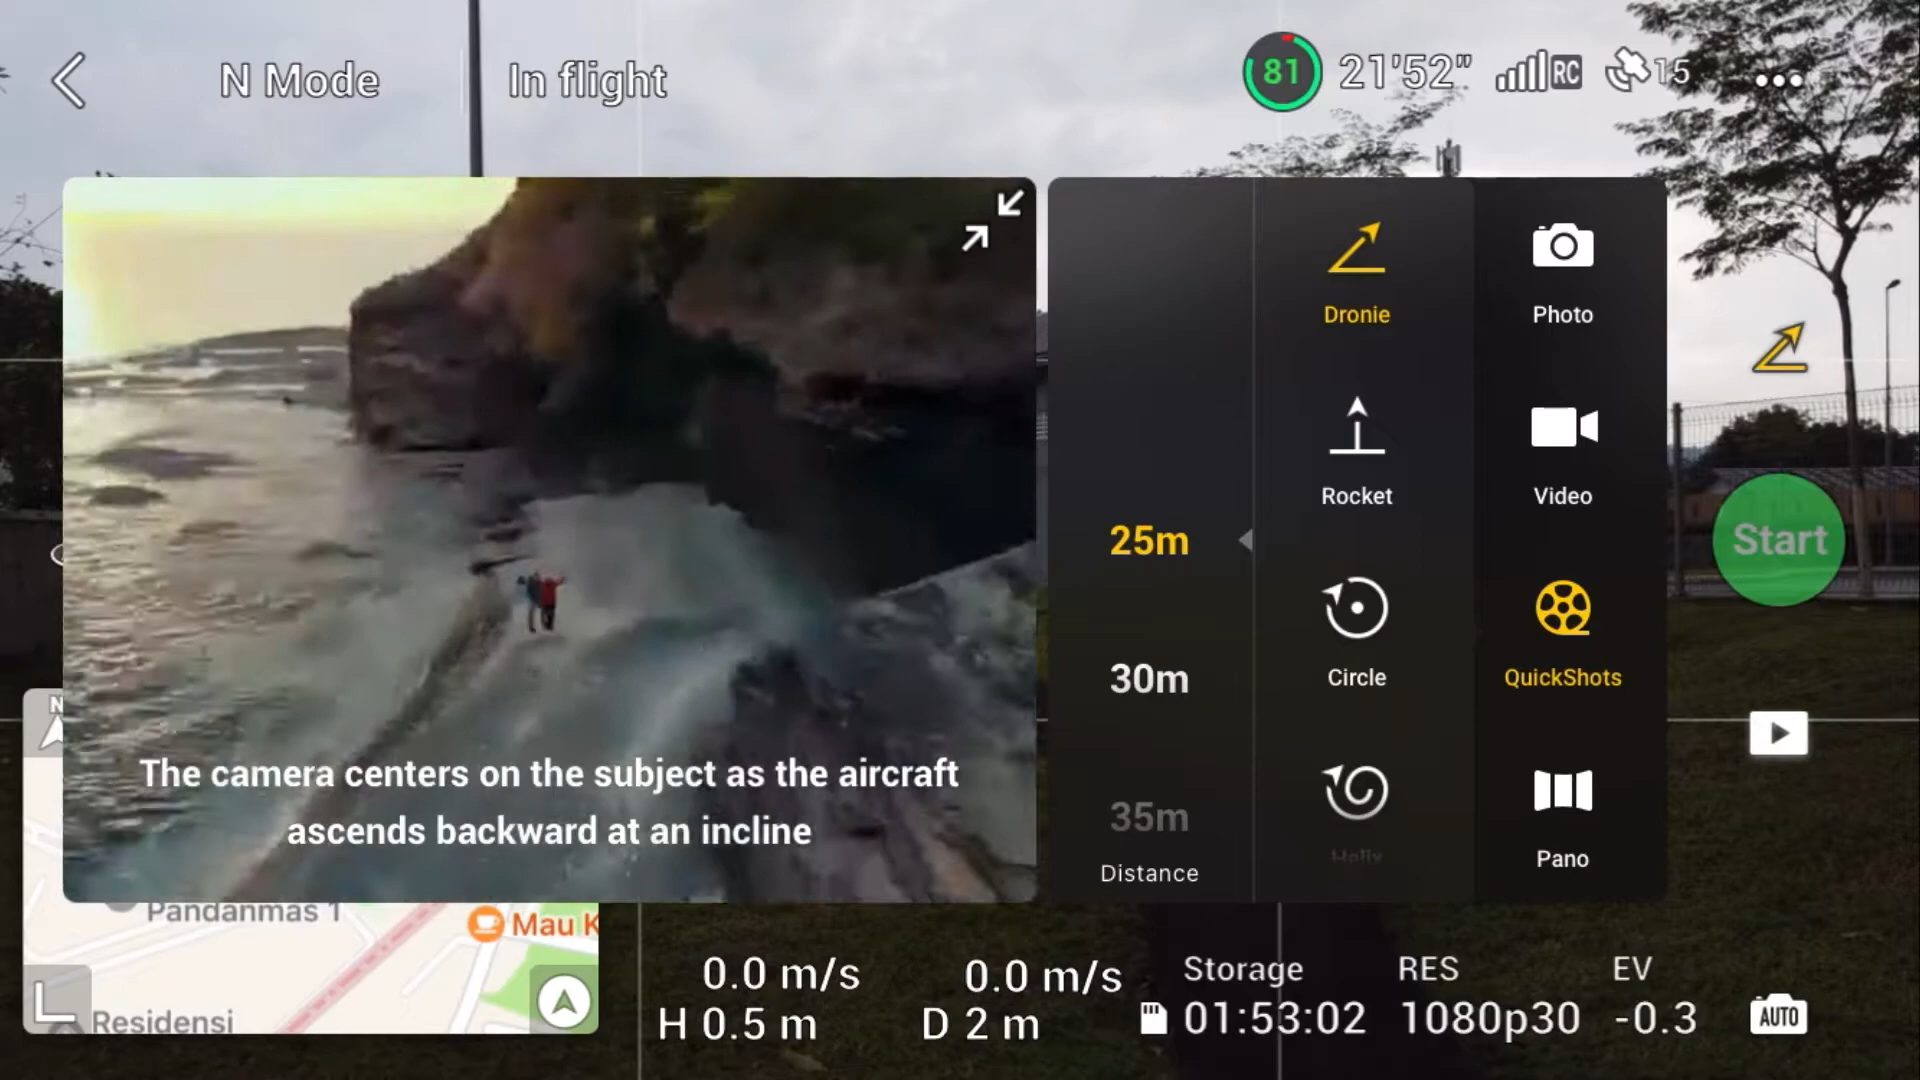 N Mode
In flight
81
21'52"
RC
15
Dronie
Photo
Rocket
Video
25m
30m
Circle
QuickShots
35m
Distance
Helix
Pano
Start
The camera centers on the subject as the aircraft
ascends backward at an incline
N
Pandanmas 1
Mau K
Residensi
0.0 m/s
0.0 m/s
H 0.5 m
D 2 m
Storage
01:53:02
RES
1080p30
EV
-0.3
AUTO